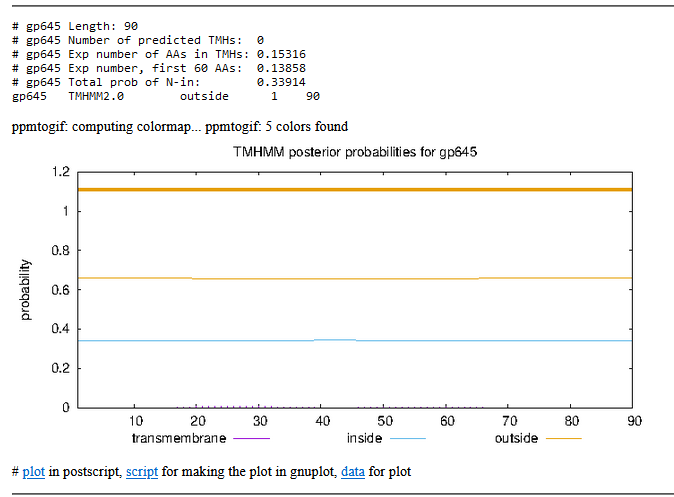 # gp645 Length: 90
# gp645 Number of predicted TMHs:  0
# gp645 Exp number of AAs in TMHs: 0.15316
# gp645 Exp number, first 60 AAs:  0.13858
# gp645 Total prob of N-in:        0.33914
gp645   TMHMM2.0        outside      1    90
ppmtogif: computing colormap... ppmtogif: 5 colors found
TMHMM posterior probabilities for gp645
1.2
1
0.8
0.6
0.4
0.2
0
probability
10 20 30 40 50 60 70 80 90
transmembrane inside outside
# plot in postscript, script for making the plot in gnuplot, data for plot